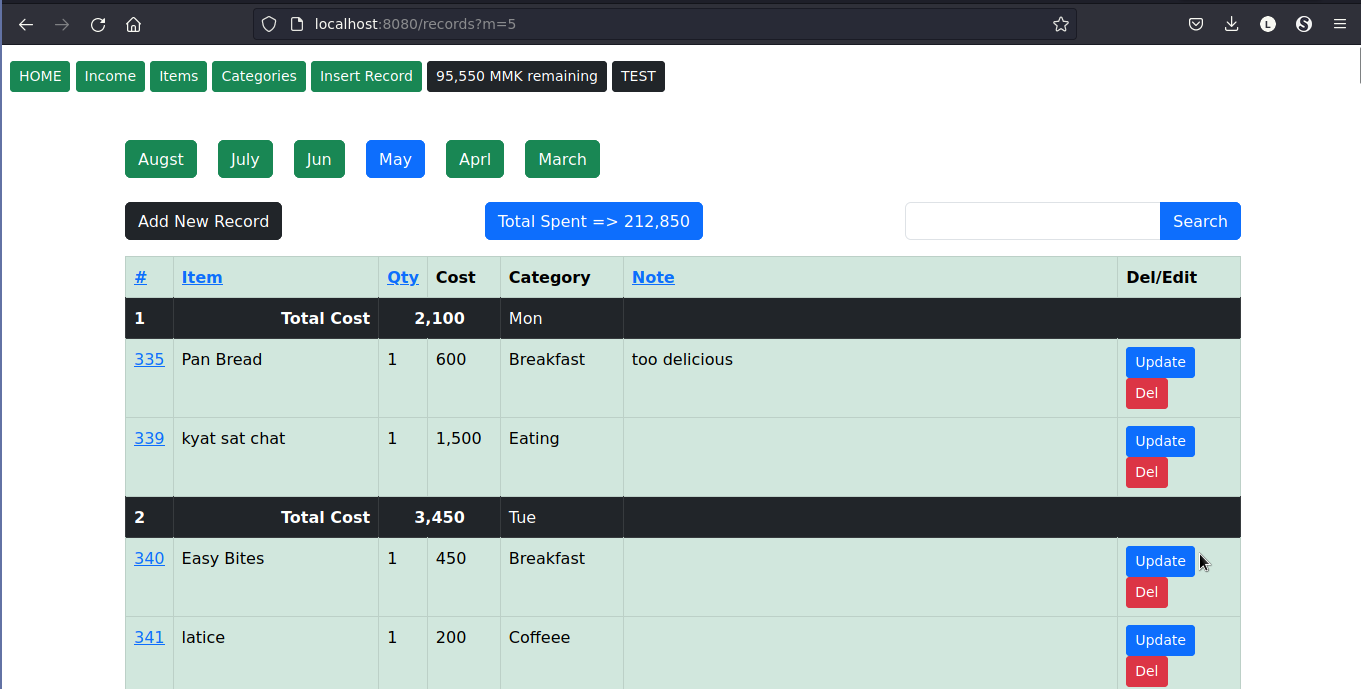 localhost:8080/records?m=5
L
HOME Income Items Categories Insert Record 95,550 MMK remaining TEST
Augst July Jun May Aprl March
Add New Record Total Spent => 212,850 Search
# Item Qty Cost Category Note Del/Edit
1 Total Cost 2,100 Mon
335 Pan Bread 1 600 Breakfast too delicious Update
Del
339 kyat sat chat 1 1,500 Eating Update
Del
2 Total Cost 3,450 Tue
340 Easy Bites 1 450 Breakfast Update
Del
341 latice 1 200 Coffeee Update
Del